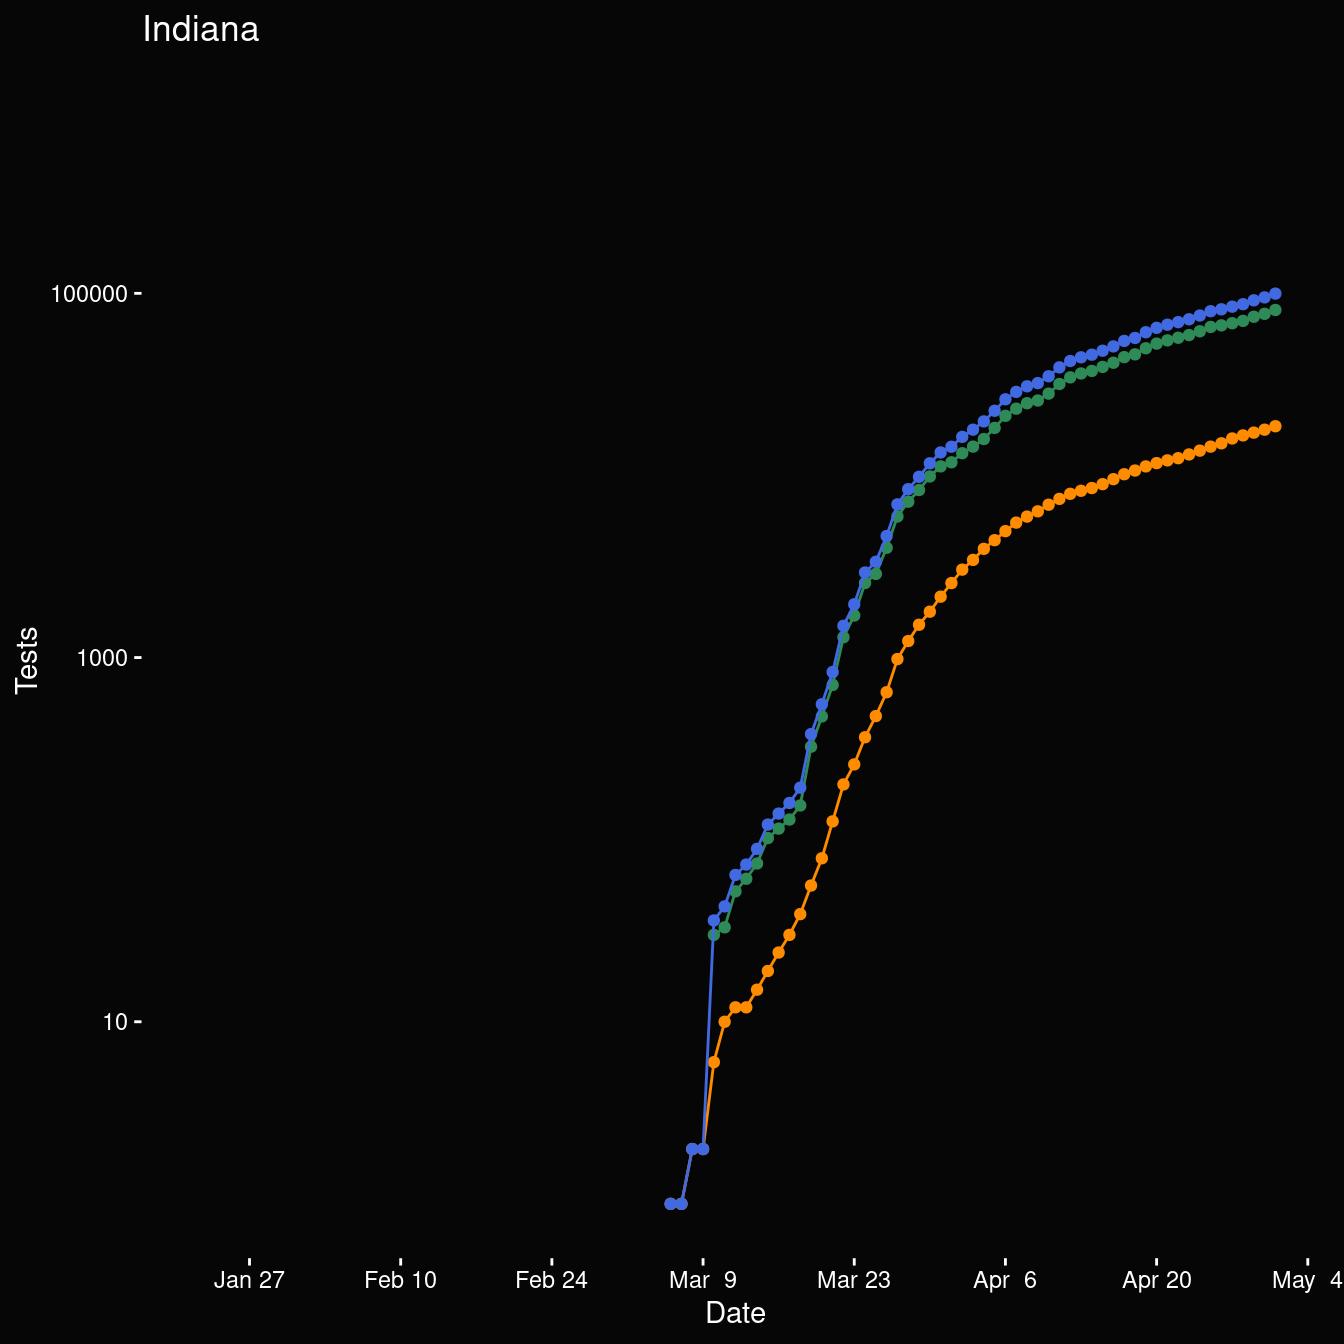 Indiana
100000
1000
10
Tests
Jan 27
Feb 10
Feb 24
Mar  9
Mar 23
Apr  6
Apr 20
May  4
Date